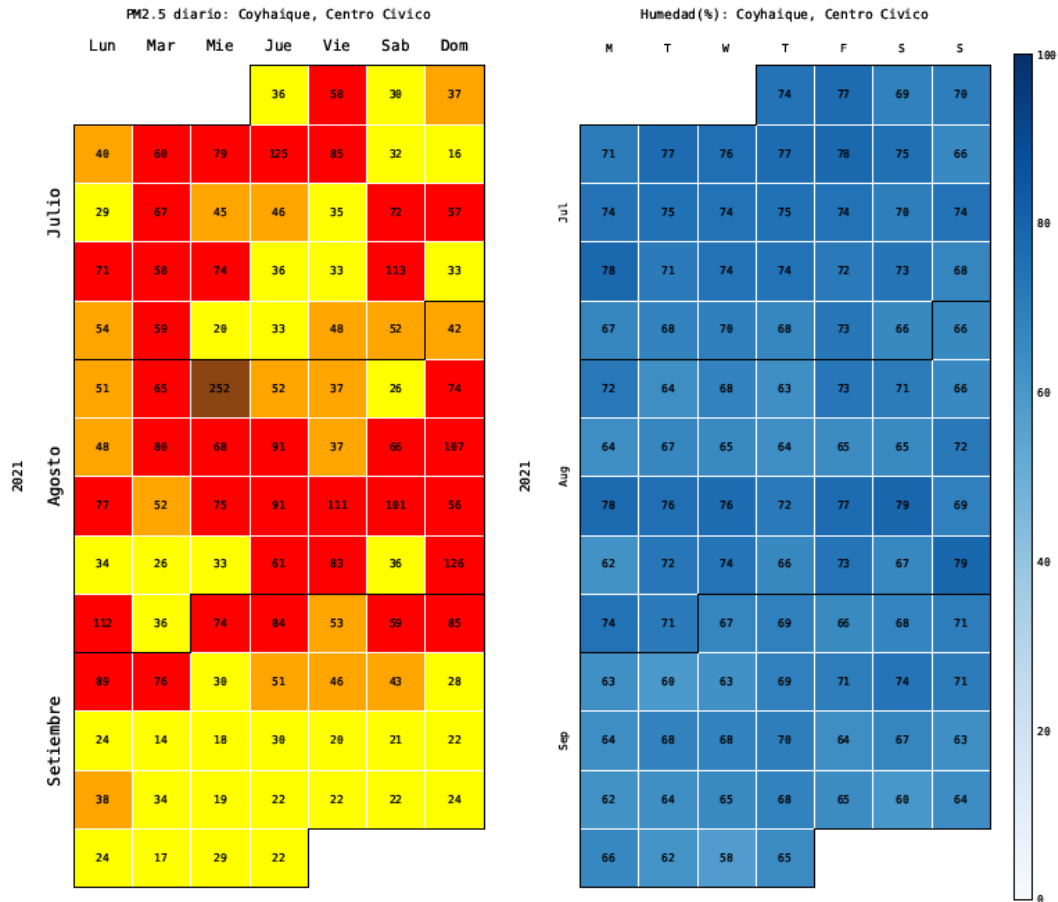 PM2.5 diario: Coyhaique, Centro Civico
Lun Mar Mie Jue Vie Sab Dom
36 58 30 37
40 60 79 125 85 32 16
29 67 45 46 35 72 57
71 58 74 36 33 113 33
54 59 20 33 48 52 42
51 65 252 52 37 26 74
48 80 68 91 37 66 107
77 52 75 91 111 101 56
34 26 33 61 83 36 126
112 36 74 84 53 59 85
89 76 30 51 46 43 28
24 14 18 30 20 21 22
38 34 19 22 22 22 24
24 17 29 22
Julio
Agosto
Setiembre
2021
Humedad(%): Coyhaique, Centro Civico
M T W T F S S
74 77 69 70
71 77 76 77 78 75 66
74 75 74 75 74 70 74
78 71 74 74 72 73 68
67 68 70 68 73 66 66
72 64 68 63 73 71 66
64 67 65 64 65 65 72
78 76 76 72 77 79 69
62 72 74 66 73 67 79
74 71 67 69 66 68 71
63 60 63 69 71 74 71
64 68 68 70 64 67 63
62 64 65 68 65 60 64
66 62 58 65
Jul
Aug
Sep
2021
100
80
60
40
20
0